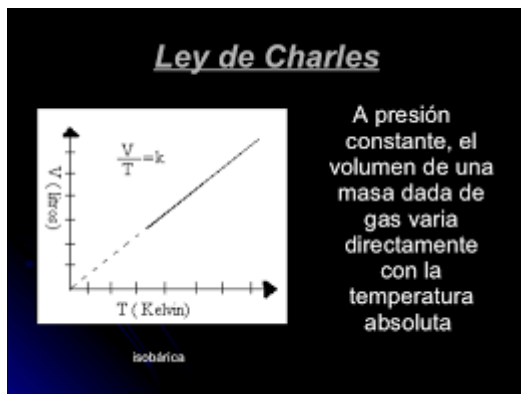 Ley de Charles
V/T=k
V (litros)
T ( Kelvin)
isobárica
A presión
constante, el
volumen de una
masa dada de
gas varia
directamente
con la
temperatura
absoluta